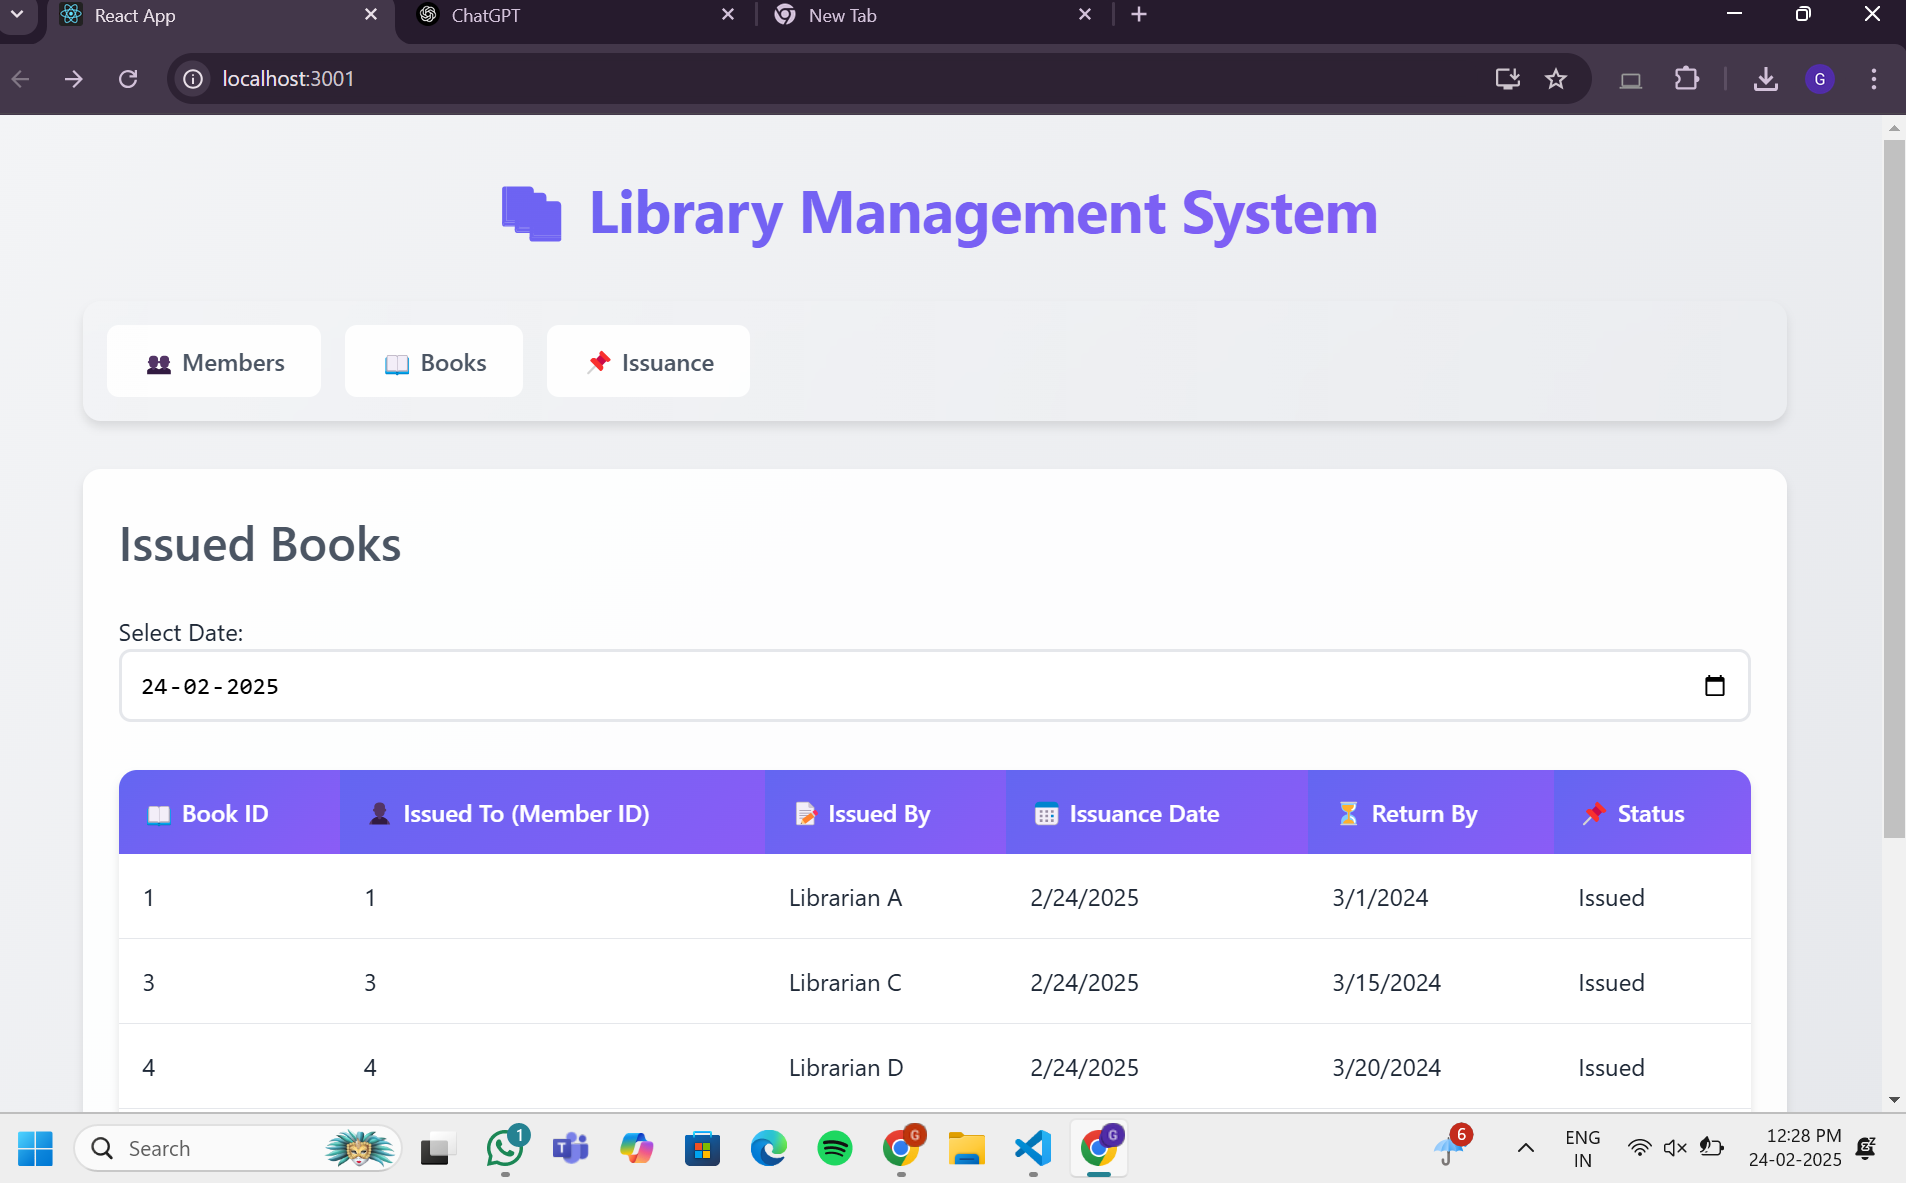 React App
ChatGPT
New Tab
localhost:3001
G
Library Management System
Members
Books
Issuance
Issued Books
Select Date:
24-02-2025
Book ID Issued To (Member ID) Issued By Issuance Date Return By Status
1 1 Librarian A 2/24/2025 3/1/2024 Issued
3 3 Librarian C 2/24/2025 3/15/2024 Issued
4 4 Librarian D 2/24/2025 3/20/2024 Issued
Search
1
T
G
G
6
ENG
IN
12:28 PM
24-02-2025